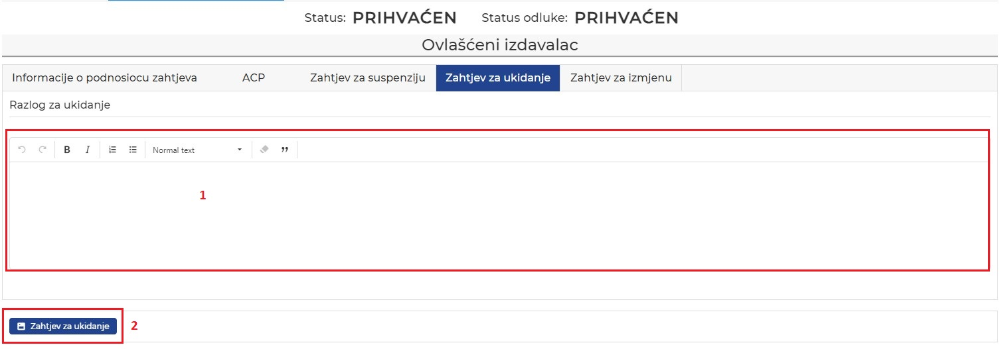 Status: PRIHVAĆEN Status odluke: PRIHVAĆEN
Ovlašćeni izdavalac
Informacije o podnosiocu zahtjeva ACP Zahtjev za suspenziju Zahtjev za ukidanje Zahtjev za izmjenu
Razlog za ukidanje
B I Normal text
1
Zahtjev za ukidanje 2